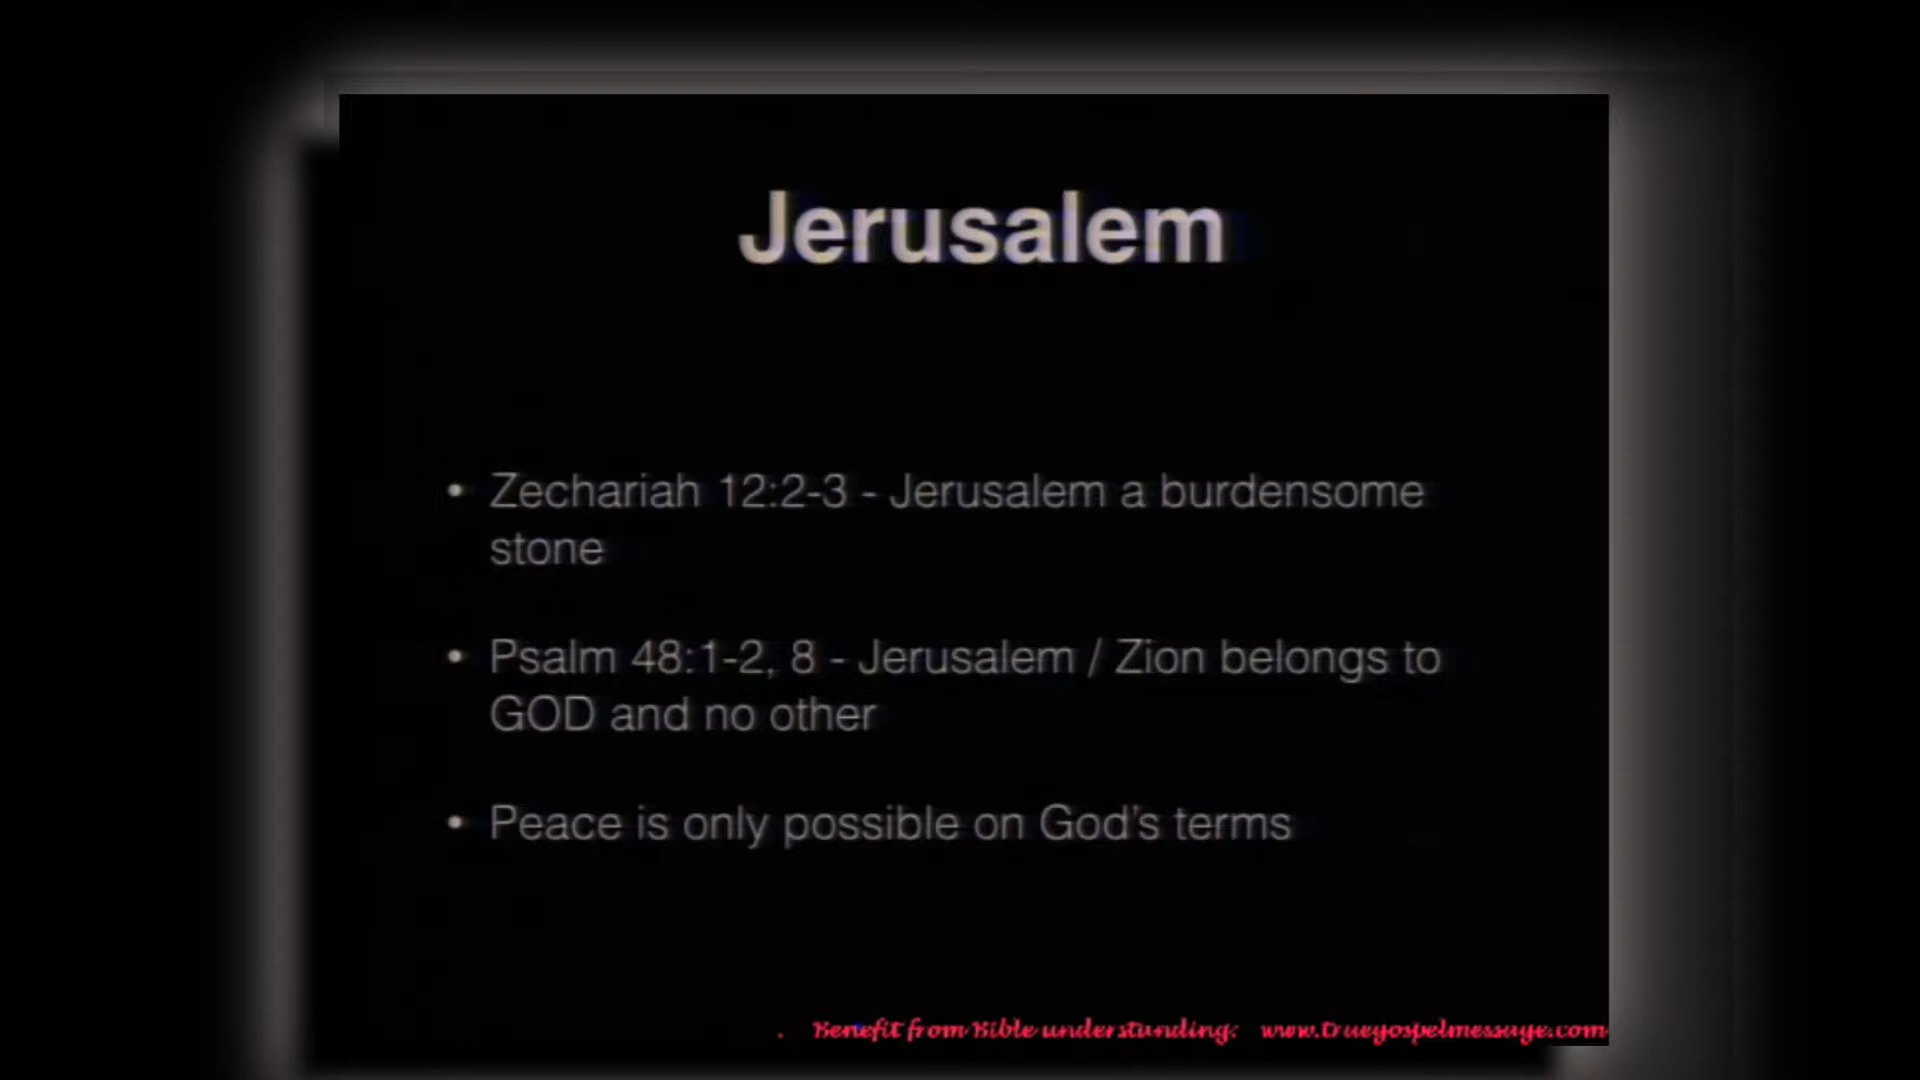 Jerusalem
• Zechariah 12:2-3 - Jerusalem a burdensome
stone
• Psalm 48:1-2, 8 - Jerusalem / Zion belongs to
GOD and no other
• Peace is only possible on God's terms
. Benefit from Bible understanding: www.truegospelmessage.com